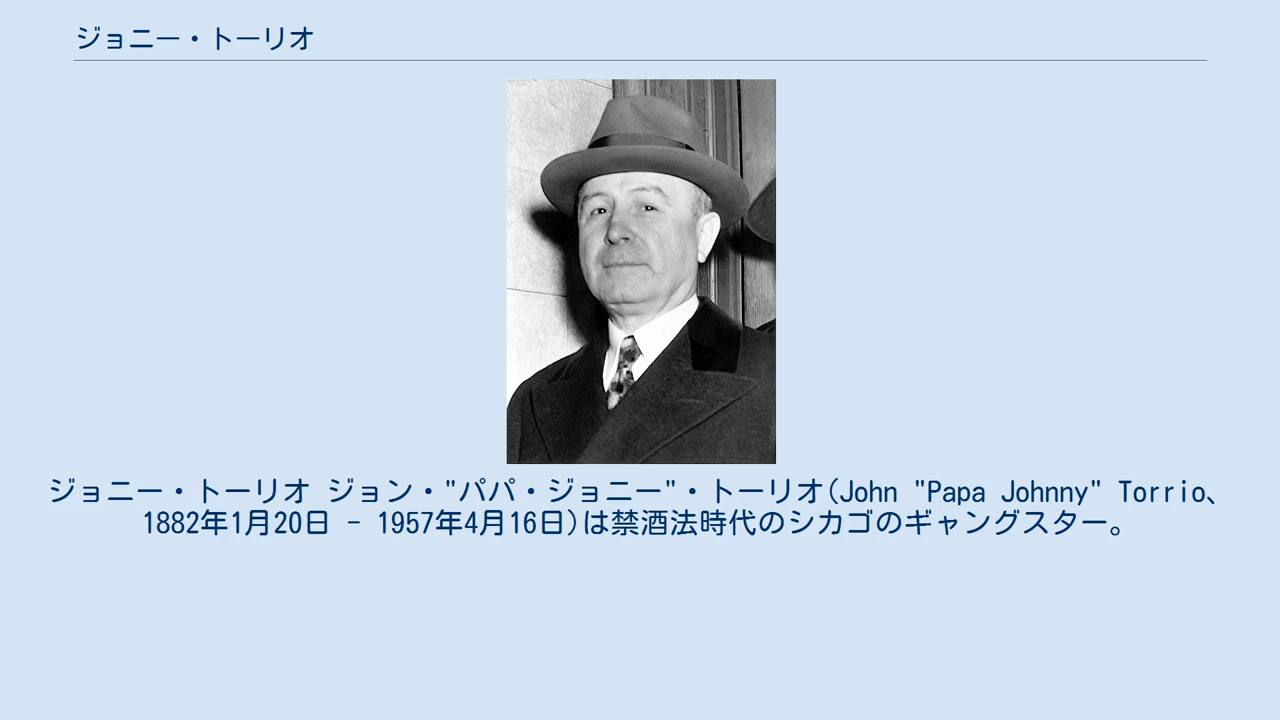 ジョニー・トーリオ
ジョニー・トーリオ ジョン・"パパ・ジョニー"・トーリオ(John "Papa Johnny" Torrio、
1882年1月20日 - 1957年4月16日)は禁酒法時代のシカゴのギャングスター。